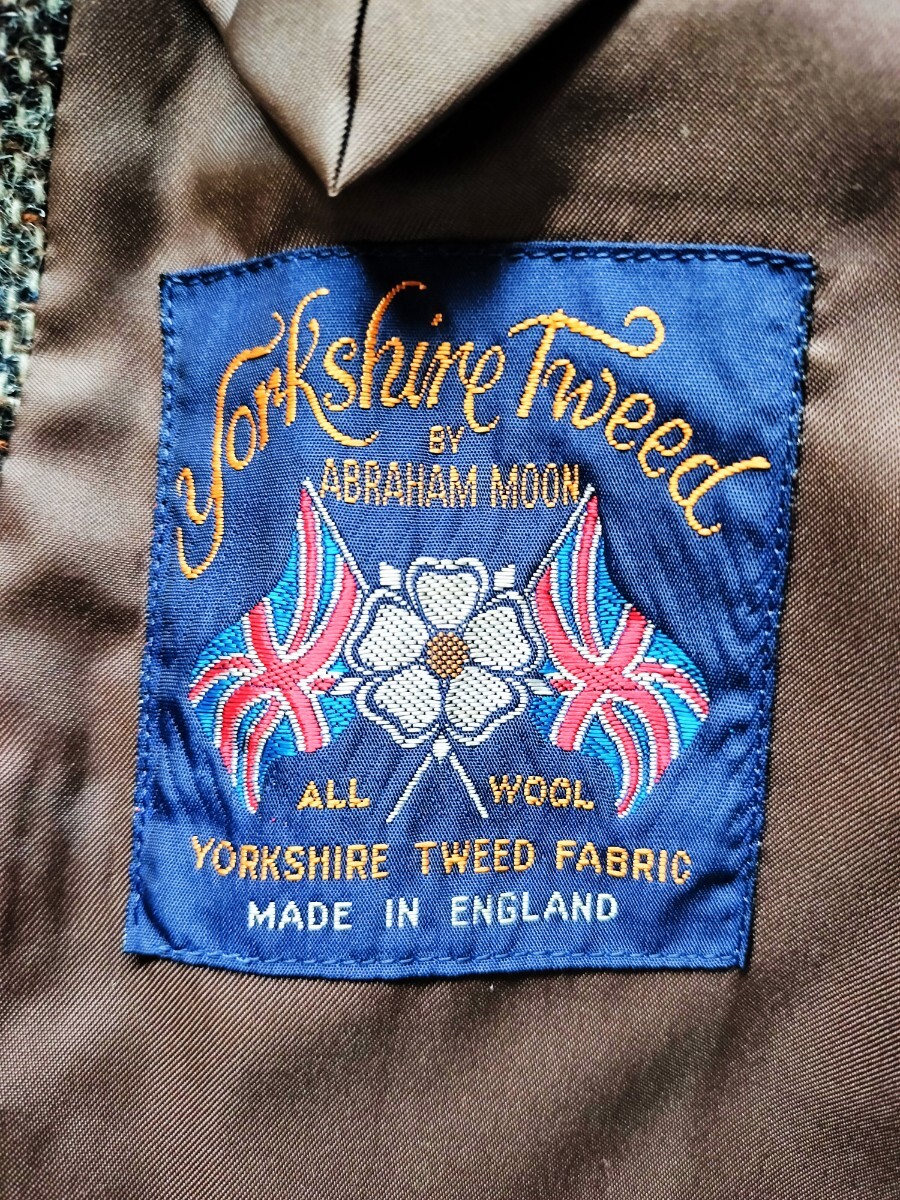 Yorkshire Tweed
BY
ABRAHAM MOON
ALL WOOL
YORKSHIRE TWEED FABRIC
MADE IN ENGLAND